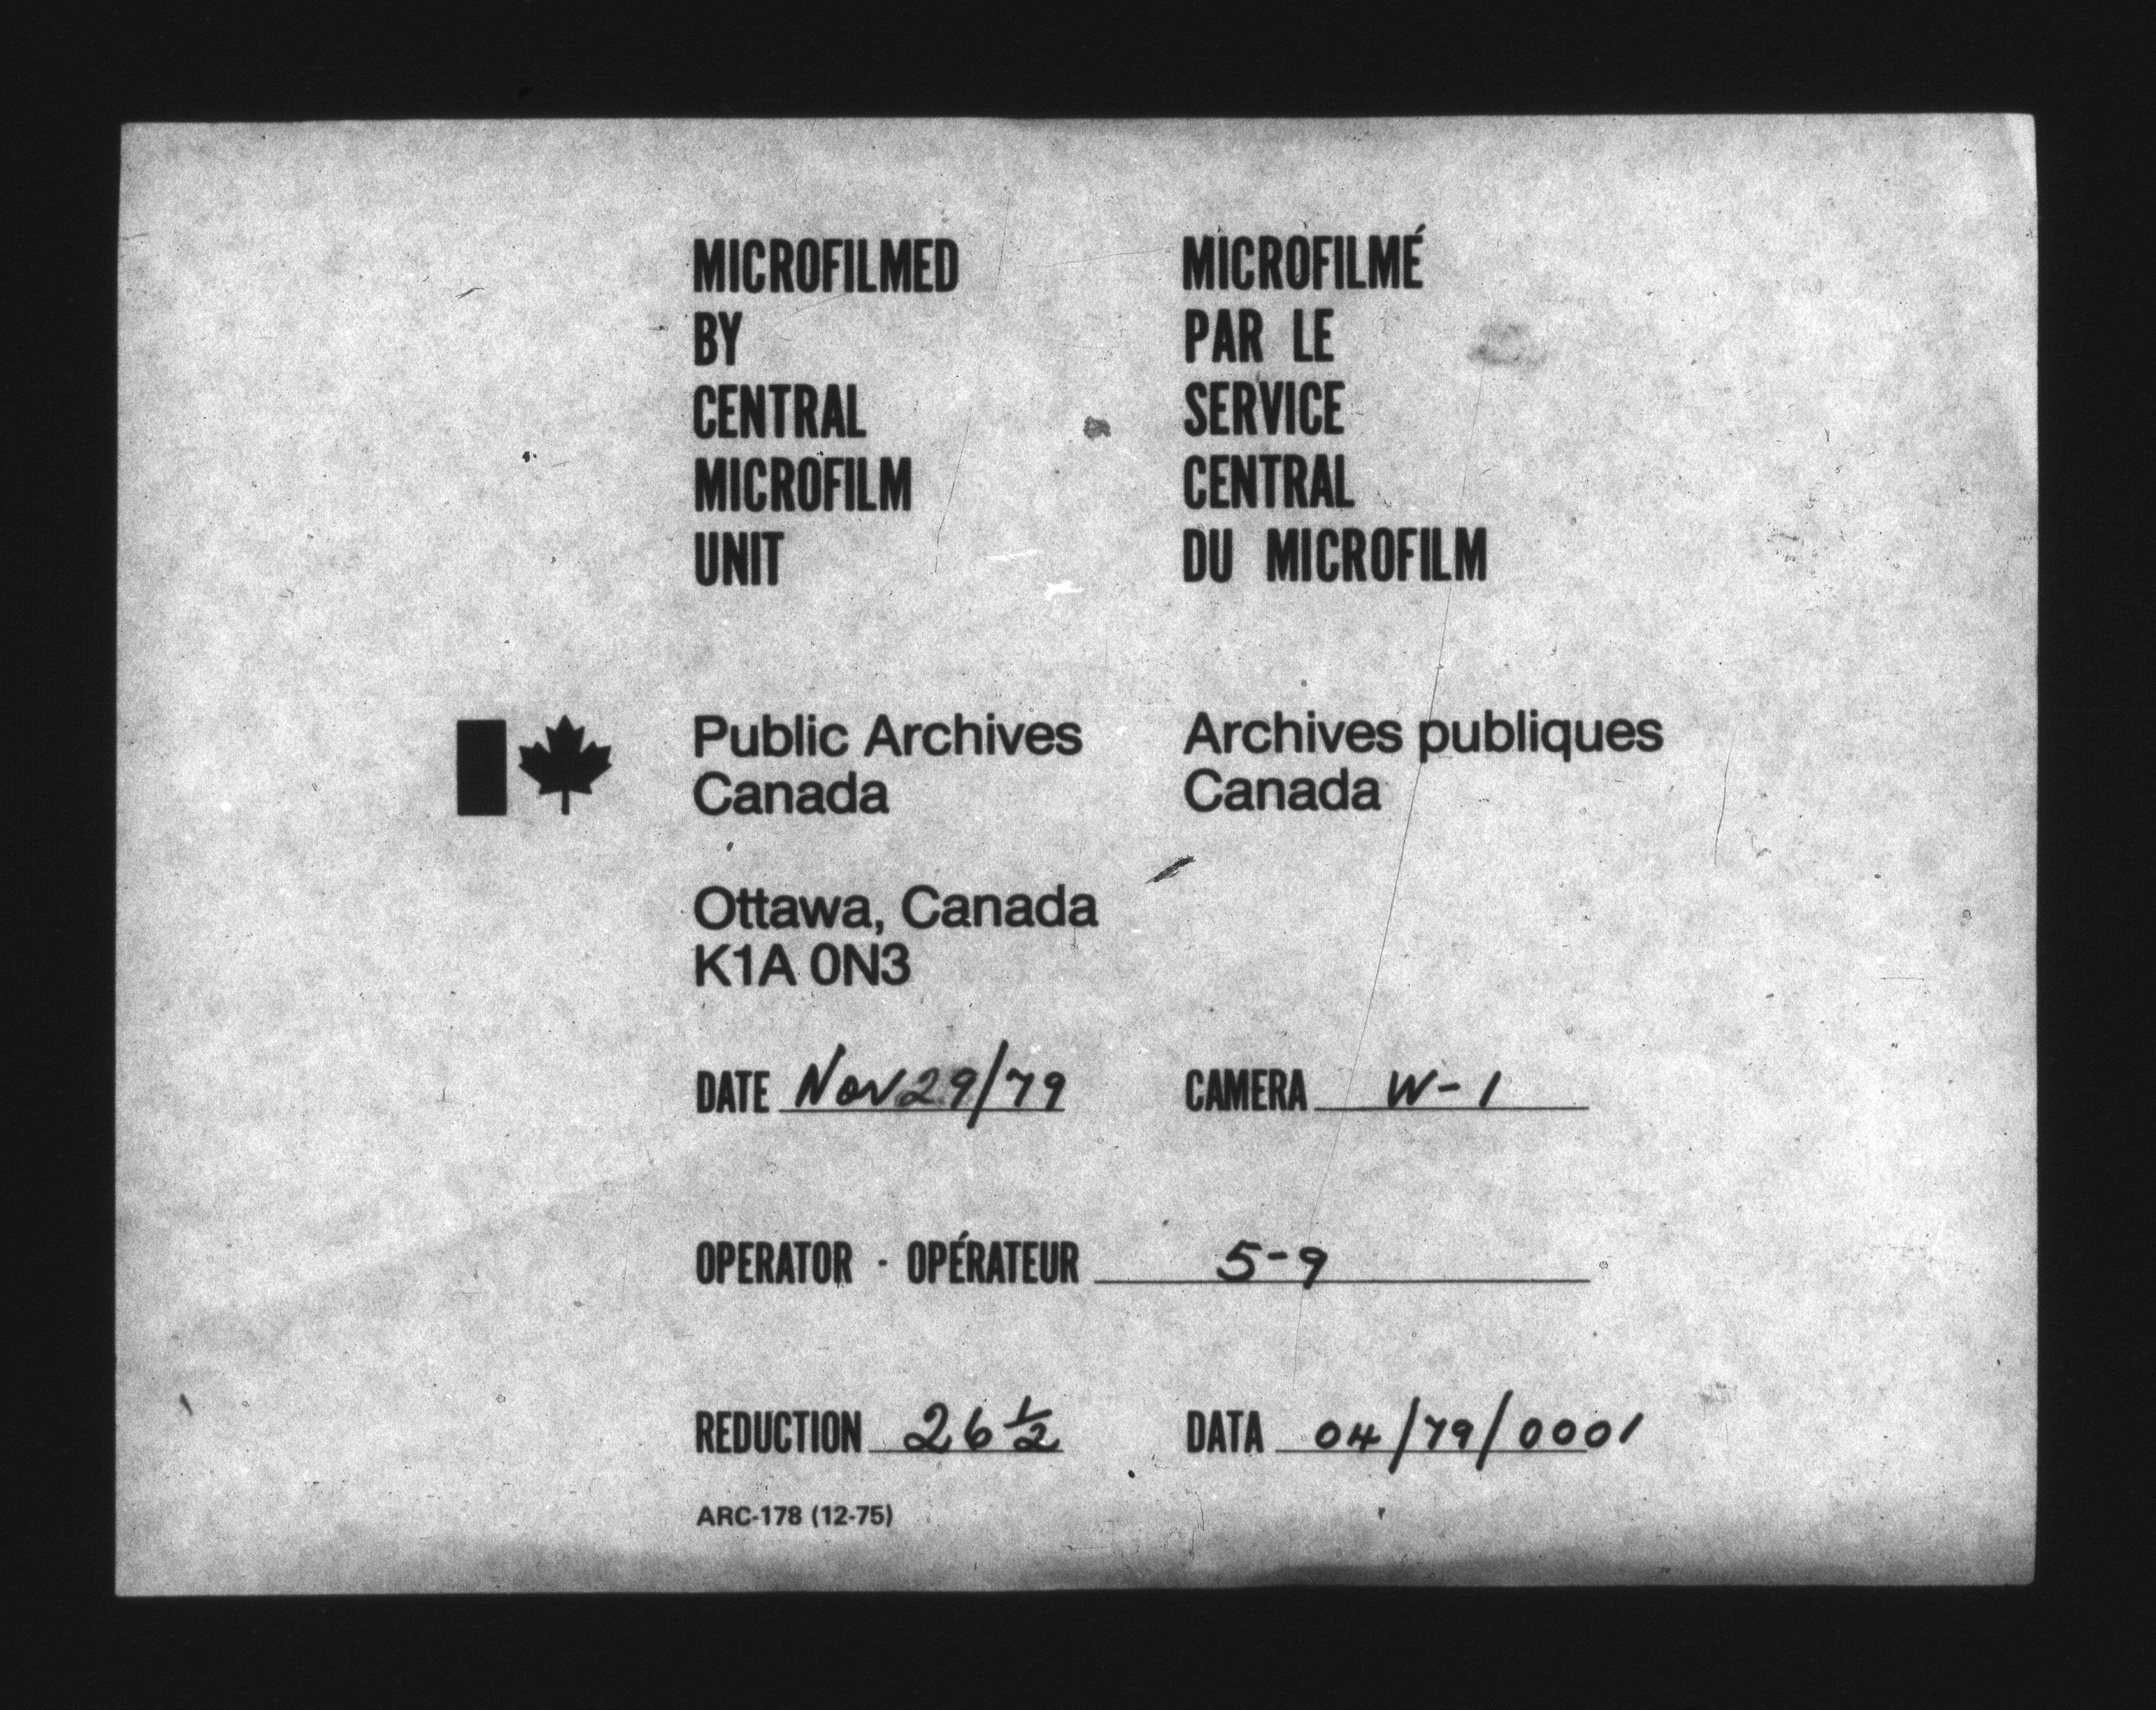 MICROFILMED
BY
CENTRAL
MICROFILM
UNIT
MICROFILMÉ
PAR LE
SERVICE
CENTRAL
DU MICROFILM
Public Archives
Canada
Archives publiques
Canada
Ottawa, Canada
K1A 0N3
DATE Nov 29/79
CAMERA W-1
OPERATOR - OPÉRATEUR 5-9
REDUCTION 26 1/2
DATA 04/79/0001
ARC-178 (12-75)